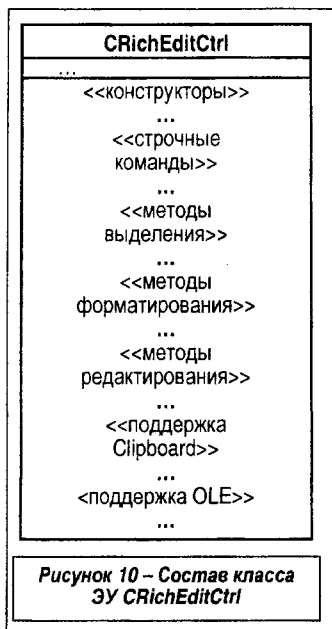 CRichEditCtrl
...
<<конструкторы>>
...
<<строчные
команды>>
...
<<методы
выделения>>
...
<<методы
форматирования>>
...
<<методы
редактирования>>
...
<<поддержка
Clipboard>>
...
<поддержка OLE>>
...
Рисунок 10 – Состав класса
ЭУ CRichEditCtrl